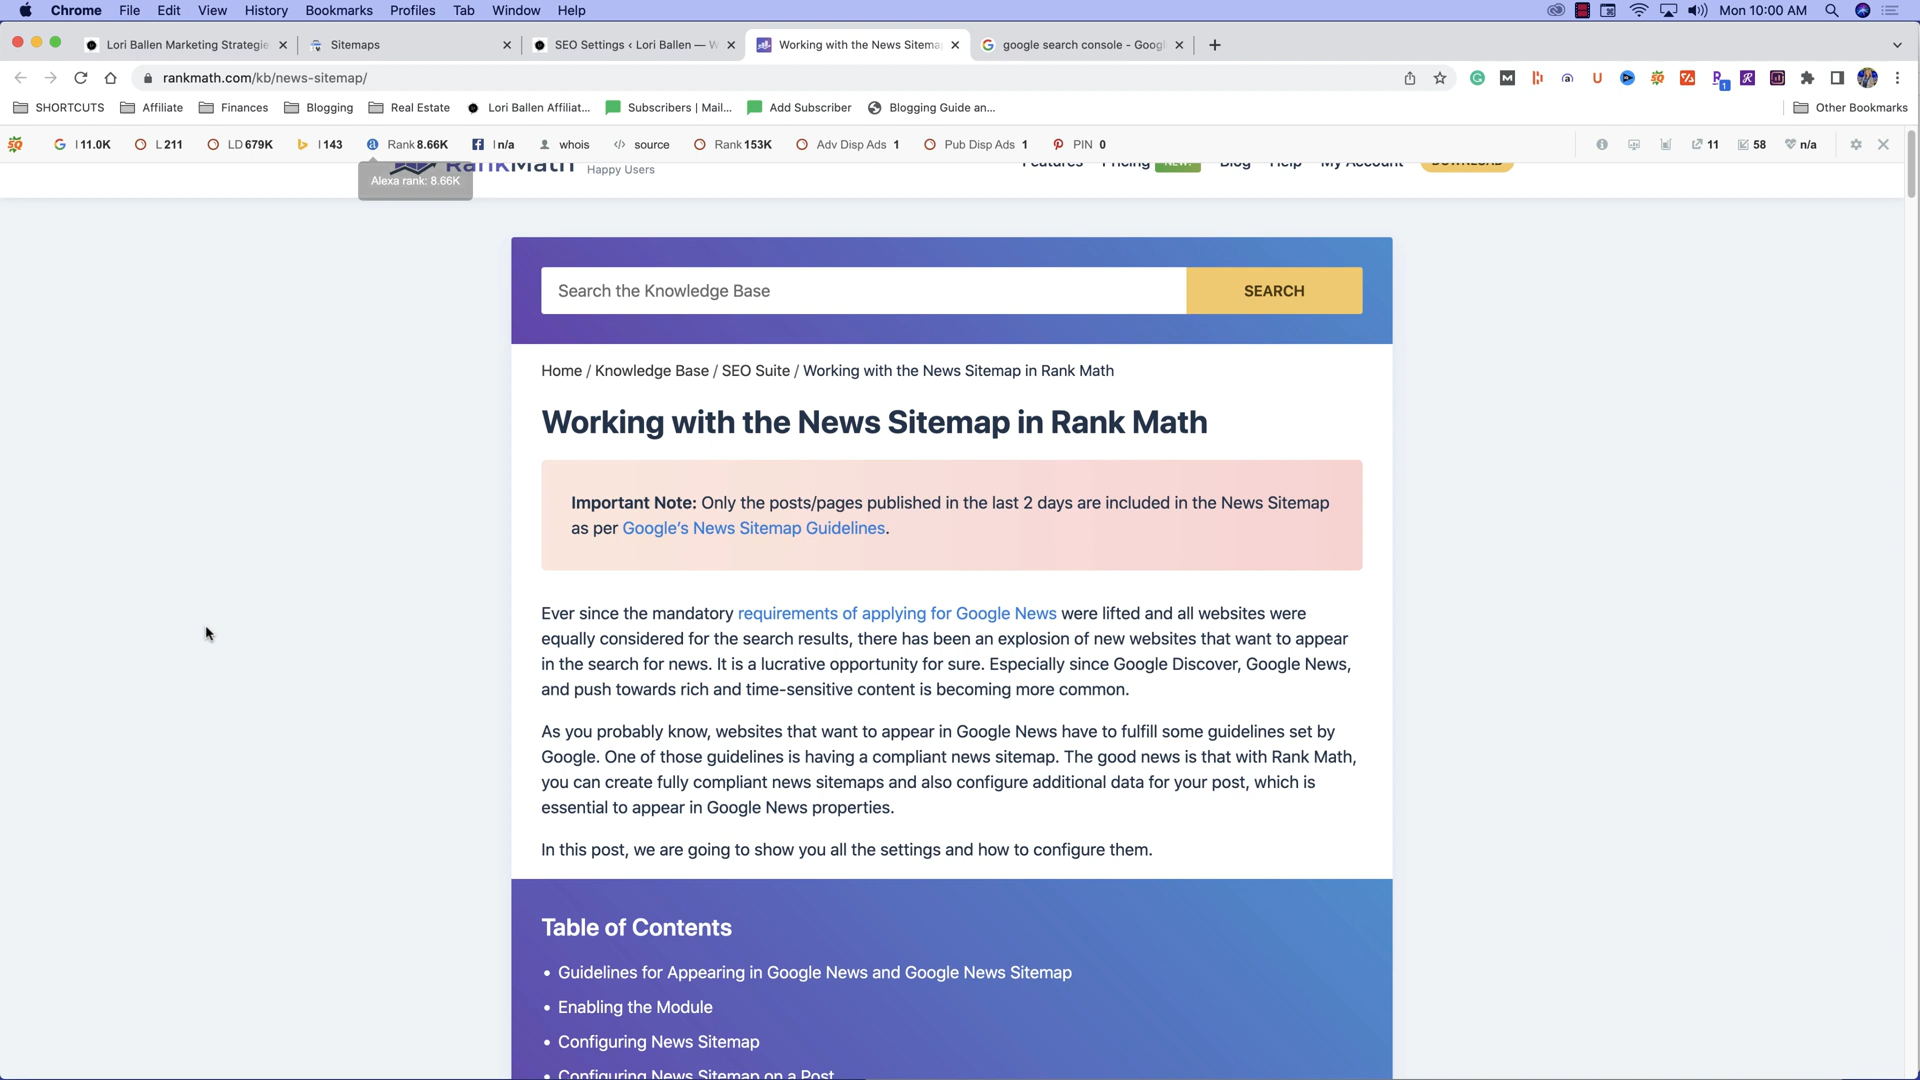 Chrome File Edit View History Bookmarks Profiles Tab Window Help Mon 10:00 AM
Lori Ballen Marketing Strategie Sitemaps SEO Settings ‹ Lori Ballen — W Working with the News Sitema google search console - Googl
rankmath.com/kb/news-sitemap/
SHORTCUTS Affiliate Finances Blogging Real Estate Lori Ballen Affiliat... Subscribers | Mail... Add Subscriber Blogging Guide an... Other Bookmarks
I 11.0K L 211 LD 679K I 143 Rank 8.66K I n/a whois source Rank 153K Adv Disp Ads 1 Pub Disp Ads 1 PIN 0 11 58 n/a
RankMath Happy Users Features Pricing NEW! Blog Help My Account DOWNLOAD
Alexa rank: 8.66K
Search the Knowledge Base SEARCH
Home / Knowledge Base / SEO Suite / Working with the News Sitemap in Rank Math
Working with the News Sitemap in Rank Math
Important Note: Only the posts/pages published in the last 2 days are included in the News Sitemap
as per Google's News Sitemap Guidelines.
Ever since the mandatory requirements of applying for Google News were lifted and all websites were
equally considered for the search results, there has been an explosion of new websites that want to appear
in the search for news. It is a lucrative opportunity for sure. Especially since Google Discover, Google News,
and push towards rich and time-sensitive content is becoming more common.
As you probably know, websites that want to appear in Google News have to fulfill some guidelines set by
Google. One of those guidelines is having a compliant news sitemap. The good news is that with Rank Math,
you can create fully compliant news sitemaps and also configure additional data for your post, which is
essential to appear in Google News properties.
In this post, we are going to show you all the settings and how to configure them.
Table of Contents
• Guidelines for Appearing in Google News and Google News Sitemap
• Enabling the Module
• Configuring News Sitemap
• Configuring News Sitemap on a Post